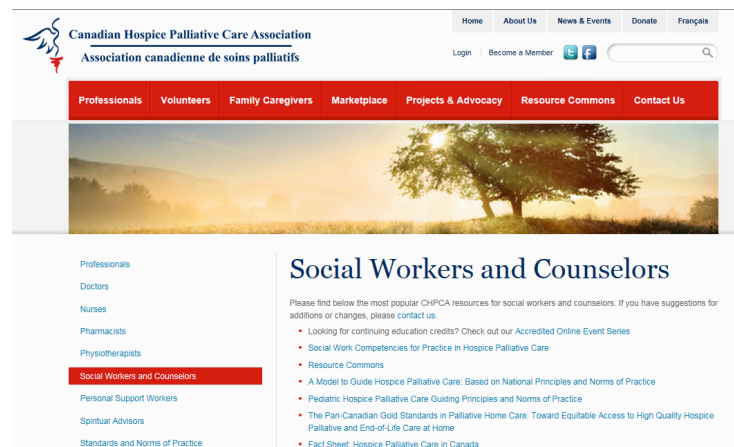 Home About Us News & Events Donate Français
Canadian Hospice Palliative Care Association
Association canadienne de soins palliatifs
Login Become a Member
Professionals Volunteers Family Caregivers Marketplace Projects & Advocacy Resource Commons Contact Us
Professionals
Doctors
Nurses
Pharmacists
Physiotherapists
Social Workers and Counselors
Personal Support Workers
Spiritual Advisors
Standards and Norms of Practice
Social Workers and Counselors
Please find below the most popular CHPCA resources for social workers and counselors. If you have suggestions for
additions or changes, please contact us.
• Looking for continuing education credits? Check out our Accredited Online Event Series
• Social Work Competencies for Practice in Hospice Palliative Care
• Resource Commons
• A Model to Guide Hospice Palliative Care: Based on National Principles and Norms of Practice
• Pediatric Hospice Palliative Care Guiding Principles and Norms of Practice
• The Pan-Canadian Gold Standards in Palliative Home Care: Toward Equitable Access to High Quality Hospice
Palliative and End-of-Life Care at Home
• Fact Sheet: Hospice Palliative Care in Canada